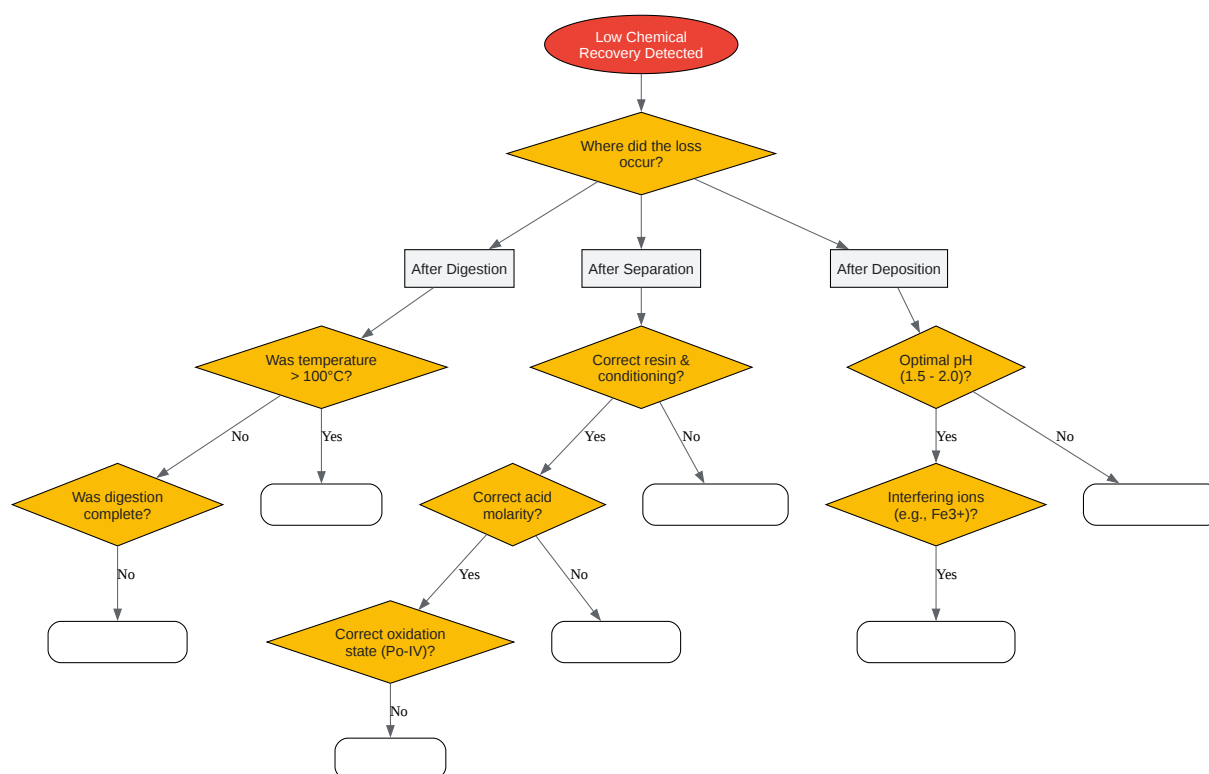 Low Chemical
Recovery Detected
Where did the loss
occur?
After Digestion
After Separation
After Deposition
Was temperature
> 100°C?
Correct resin &
conditioning?
Optimal pH
(1.5 - 2.0)?
No
Yes
Yes
No
Yes
No
Was digestion
complete?
Correct acid
molarity?
Interfering ions
(e.g., Fe3+)?
No
Yes
No
Yes
Correct oxidation
state (Po-IV)?
No